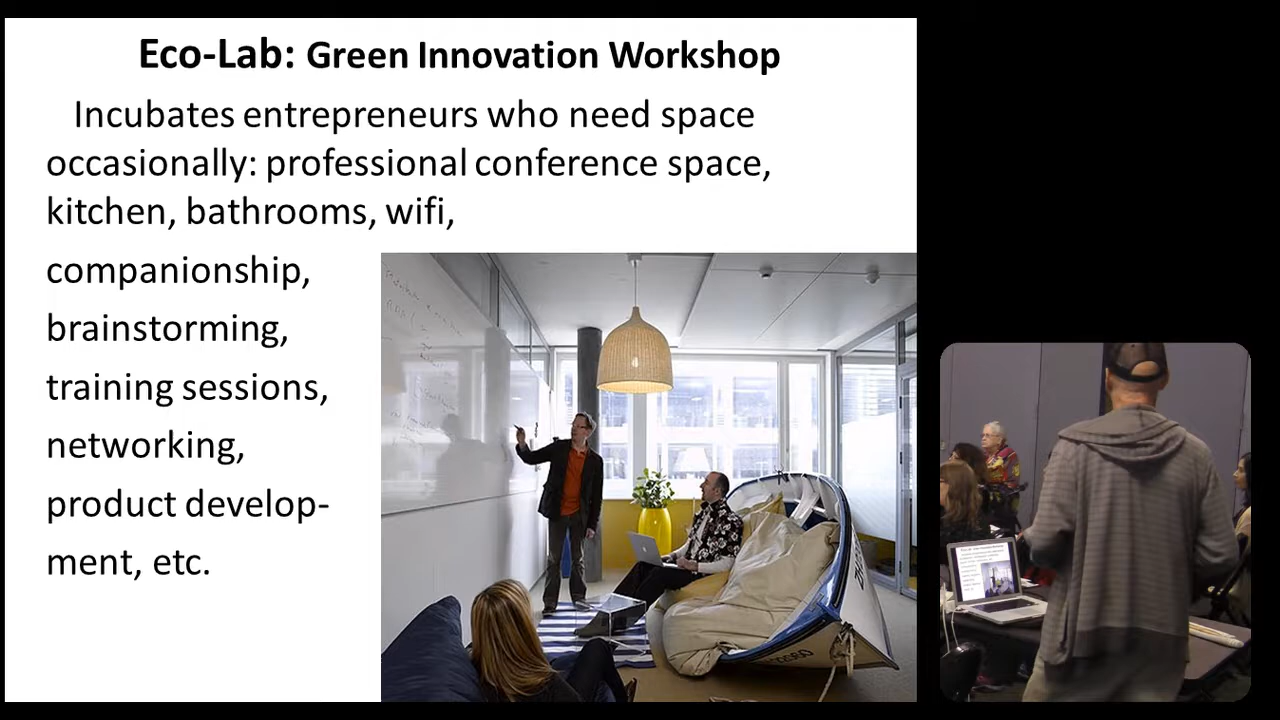 Eco-Lab: Green Innovation Workshop
Incubates entrepreneurs who need space
occasionally: professional conference space,
kitchen, bathrooms, wifi,
companionship,
brainstorming,
training sessions,
networking,
product develop-
ment, etc.